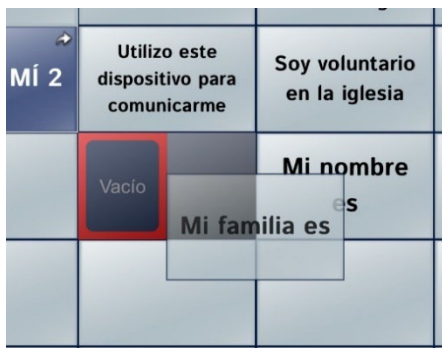 MÍ 2
Utilizo este
dispositivo para
comunicarme
Soy voluntario
en la iglesia
Vacío
Mi familia es
Mi nombre
es